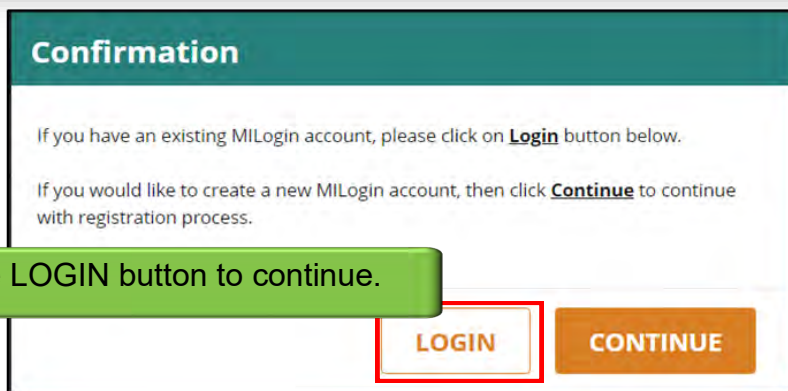 Confirmation
If you have an existing MILogin account, please click on Login button below.
If you would like to create a new MILogin account, then click Continue to continue
with registration process.
LOGIN button to continue.
LOGIN
CONTINUE